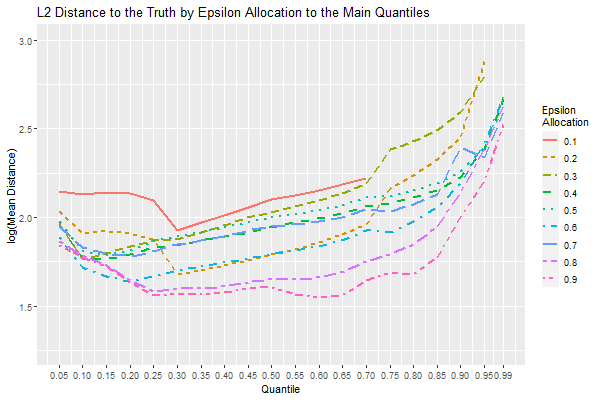 L2 Distance to the Truth by Epsilon Allocation to the Main Quantiles
3.0
2.5
2.0
1.5
log(Mean Distance)
0.05 0.10 0.15 0.20 0.25 0.30 0.35 0.40 0.45 0.50 0.55 0.60 0.65 0.70 0.75 0.80 0.85 0.90 0.95 0.99
Quantile
Epsilon
Allocation
0.1
0.2
0.3
0.4
0.5
0.6
0.7
0.8
0.9